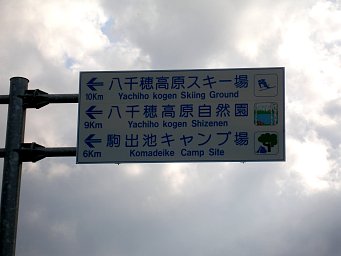 八千穂高原スキー場
10Km Yachiho kogen Skiing Ground
八千穂高原自然園
9Km Yachiho kogen Shizenen
駒出池キャンプ場
6Km Komadeike Camp Site